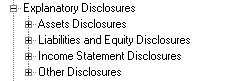 Explanatory Disclosures
Assets Disclosures
Liabilities and Equity Disclosures
Income Statement Disclosures
Other Disclosures